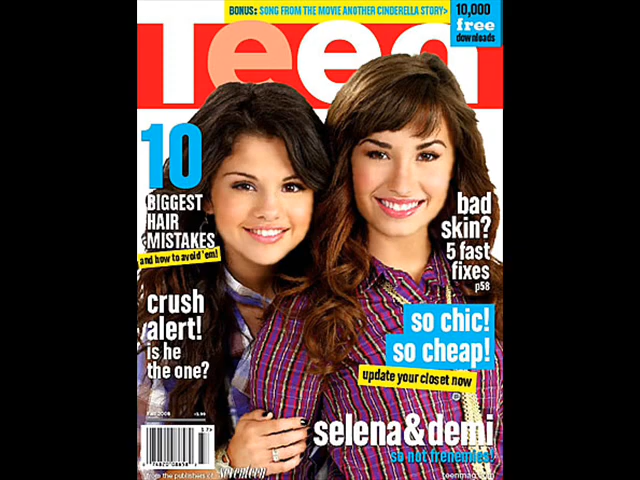 BONUS: SONG FROM THE MOVIE ANOTHER CINDERELLA STORY>
10,000
free
downloads
Teen
10
BIGGEST
HAIR
MISTAKES
and how to avoid 'em!
bad
skin?
5 fast
fixes
p58
crush
alert!
is he
the one?
so chic!
so cheap!
update your closet now
Fall 2008
selena & demi
so not frenemies!
from the publishers of seventeen
teenmag.com